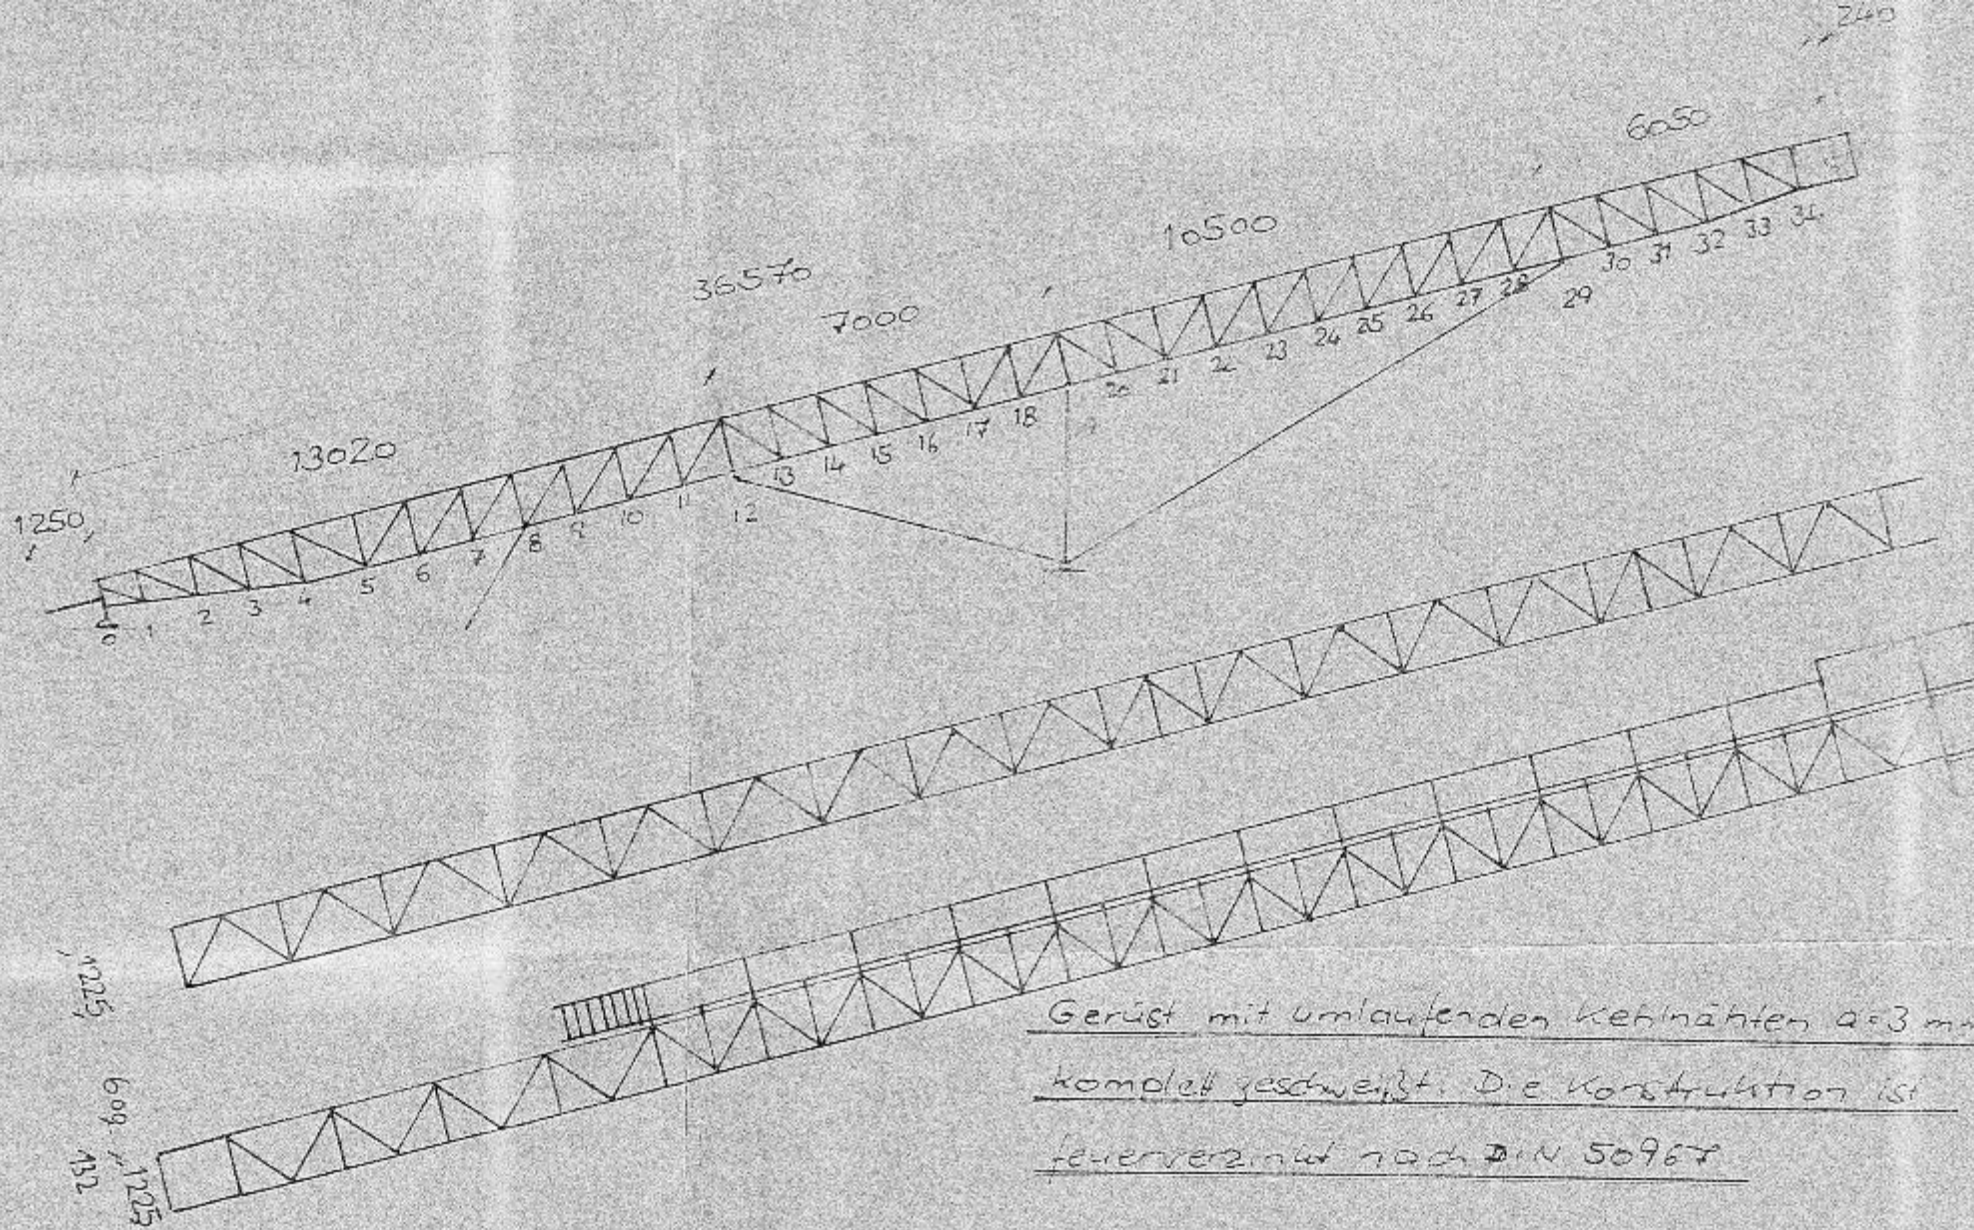 240
6050
10500
36570
7000
13020
1250
0 1 2 3 4 5 6 7 8 9 10 11 12 13 14 15 16 17 18 20 21 22 23 24 25 26 27 28 29 30 31 32 33 34
1225
609
1225
132
Gerüst mit umlaufenden Kehlnähten a=3 mm
komplett geschweißt. Die Konstruktion ist
feuerverzinkt nach DIN 50967